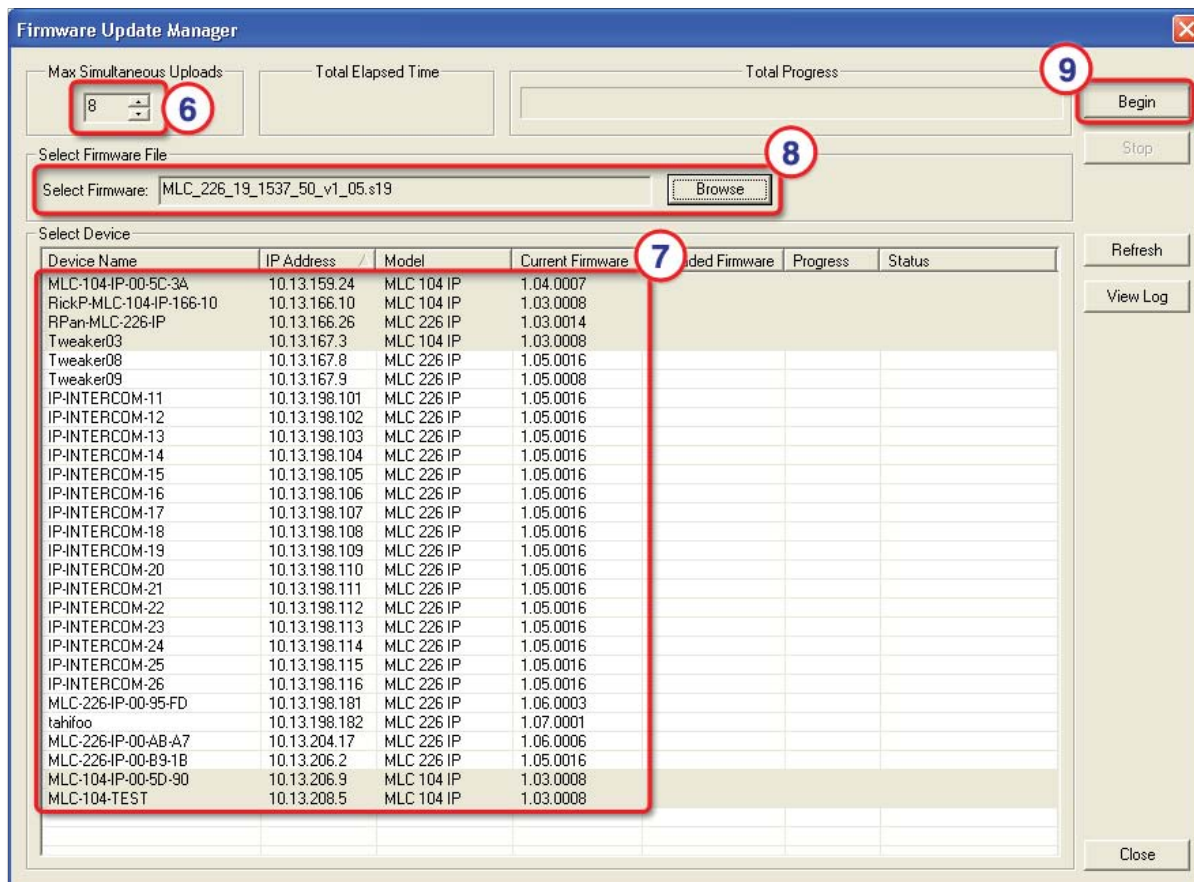 Firmware Update Manager
Max Simultaneous Uploads
Total Elapsed Time
Total Progress
8
6
9
Begin
Stop
Select Firmware File
8
Select Firmware: MLC_226_19_1537_50_v1_05.s19 Browse
Select Device
7
Device Name IP Address Model Current Firmware Firmware Progress Status
MLC-104-IP-00-5C-3A 10.13.159.24 MLC 104 IP 1.04.0007
RickP-MLC-104-IP-166-10 10.13.166.10 MLC 104 IP 1.03.0008
RPan-MLC-226-IP 10.13.166.26 MLC 226 IP 1.03.0014
Tweaker03 10.13.167.3 MLC 104 IP 1.03.0008
Tweaker08 10.13.167.8 MLC 226 IP 1.05.0016
Tweaker09 10.13.167.9 MLC 226 IP 1.05.0008
IP-INTERCOM-11 10.13.198.101 MLC 226 IP 1.05.0016
IP-INTERCOM-12 10.13.198.102 MLC 226 IP 1.05.0016
IP-INTERCOM-13 10.13.198.103 MLC 226 IP 1.05.0016
IP-INTERCOM-14 10.13.198.104 MLC 226 IP 1.05.0016
IP-INTERCOM-15 10.13.198.105 MLC 226 IP 1.05.0016
IP-INTERCOM-16 10.13.198.106 MLC 226 IP 1.05.0016
IP-INTERCOM-17 10.13.198.107 MLC 226 IP 1.05.0016
IP-INTERCOM-18 10.13.198.108 MLC 226 IP 1.05.0016
IP-INTERCOM-19 10.13.198.109 MLC 226 IP 1.05.0016
IP-INTERCOM-20 10.13.198.110 MLC 226 IP 1.05.0016
IP-INTERCOM-21 10.13.198.111 MLC 226 IP 1.05.0016
IP-INTERCOM-22 10.13.198.112 MLC 226 IP 1.05.0016
IP-INTERCOM-23 10.13.198.113 MLC 226 IP 1.05.0016
IP-INTERCOM-24 10.13.198.114 MLC 226 IP 1.05.0016
IP-INTERCOM-25 10.13.198.115 MLC 226 IP 1.05.0016
IP-INTERCOM-26 10.13.198.116 MLC 226 IP 1.05.0016
MLC-226-IP-00-95-FD 10.13.198.181 MLC 226 IP 1.06.0003
tahifoo 10.13.198.182 MLC 226 IP 1.07.0001
MLC-226-IP-00-AB-A7 10.13.204.17 MLC 226 IP 1.06.0006
MLC-226-IP-00-B9-1B 10.13.206.2 MLC 226 IP 1.05.0016
MLC-104-IP-00-5D-90 10.13.206.9 MLC 104 IP 1.03.0008
MLC-104-TEST 10.13.208.5 MLC 104 IP 1.03.0008
Refresh
View Log
Close